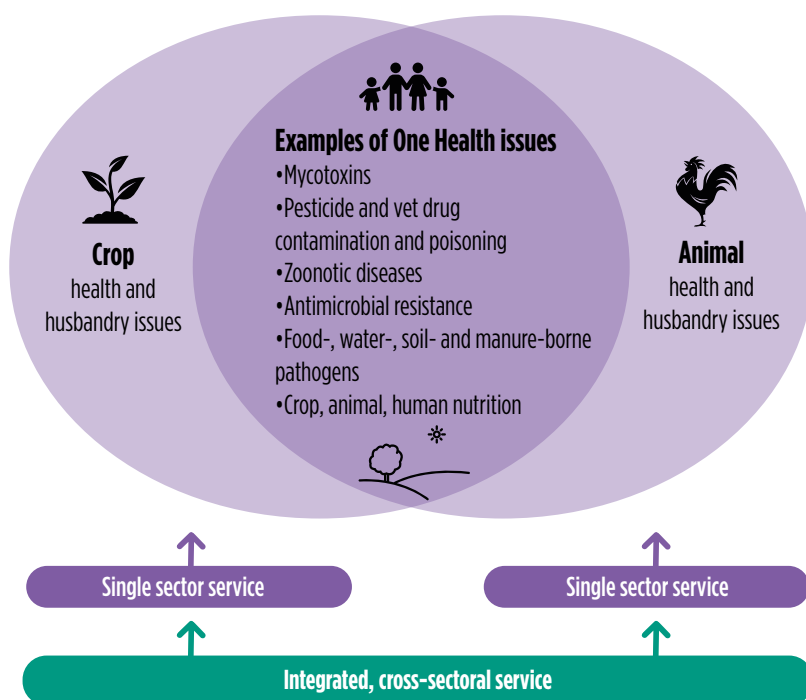 Examples of One Health issues
•Mycotoxins
•Pesticide and vet drug
contamination and poisoning
•Zoonotic diseases
•Antimicrobial resistance
•Food-, water-, soil- and manure-borne
pathogens
•Crop, animal, human nutrition
Crop
health and
husbandry issues
Animal
health and
husbandry issues
Single sector service
Single sector service
Integrated, cross-sectoral service